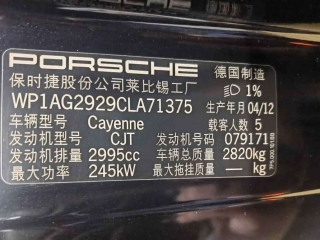 PORSCHE 德国制造
保时捷股份公司莱比锡工厂 1%
WP1AG2929CLA71375 生产年月 04/12
车辆型号 Cayenne 载客人数 5
发动机型号 CJT 发动机号 079171
发动机排量 2995cc 车辆总质量 2820kg
最大功率 245kW 最大拖挂质量 — kg